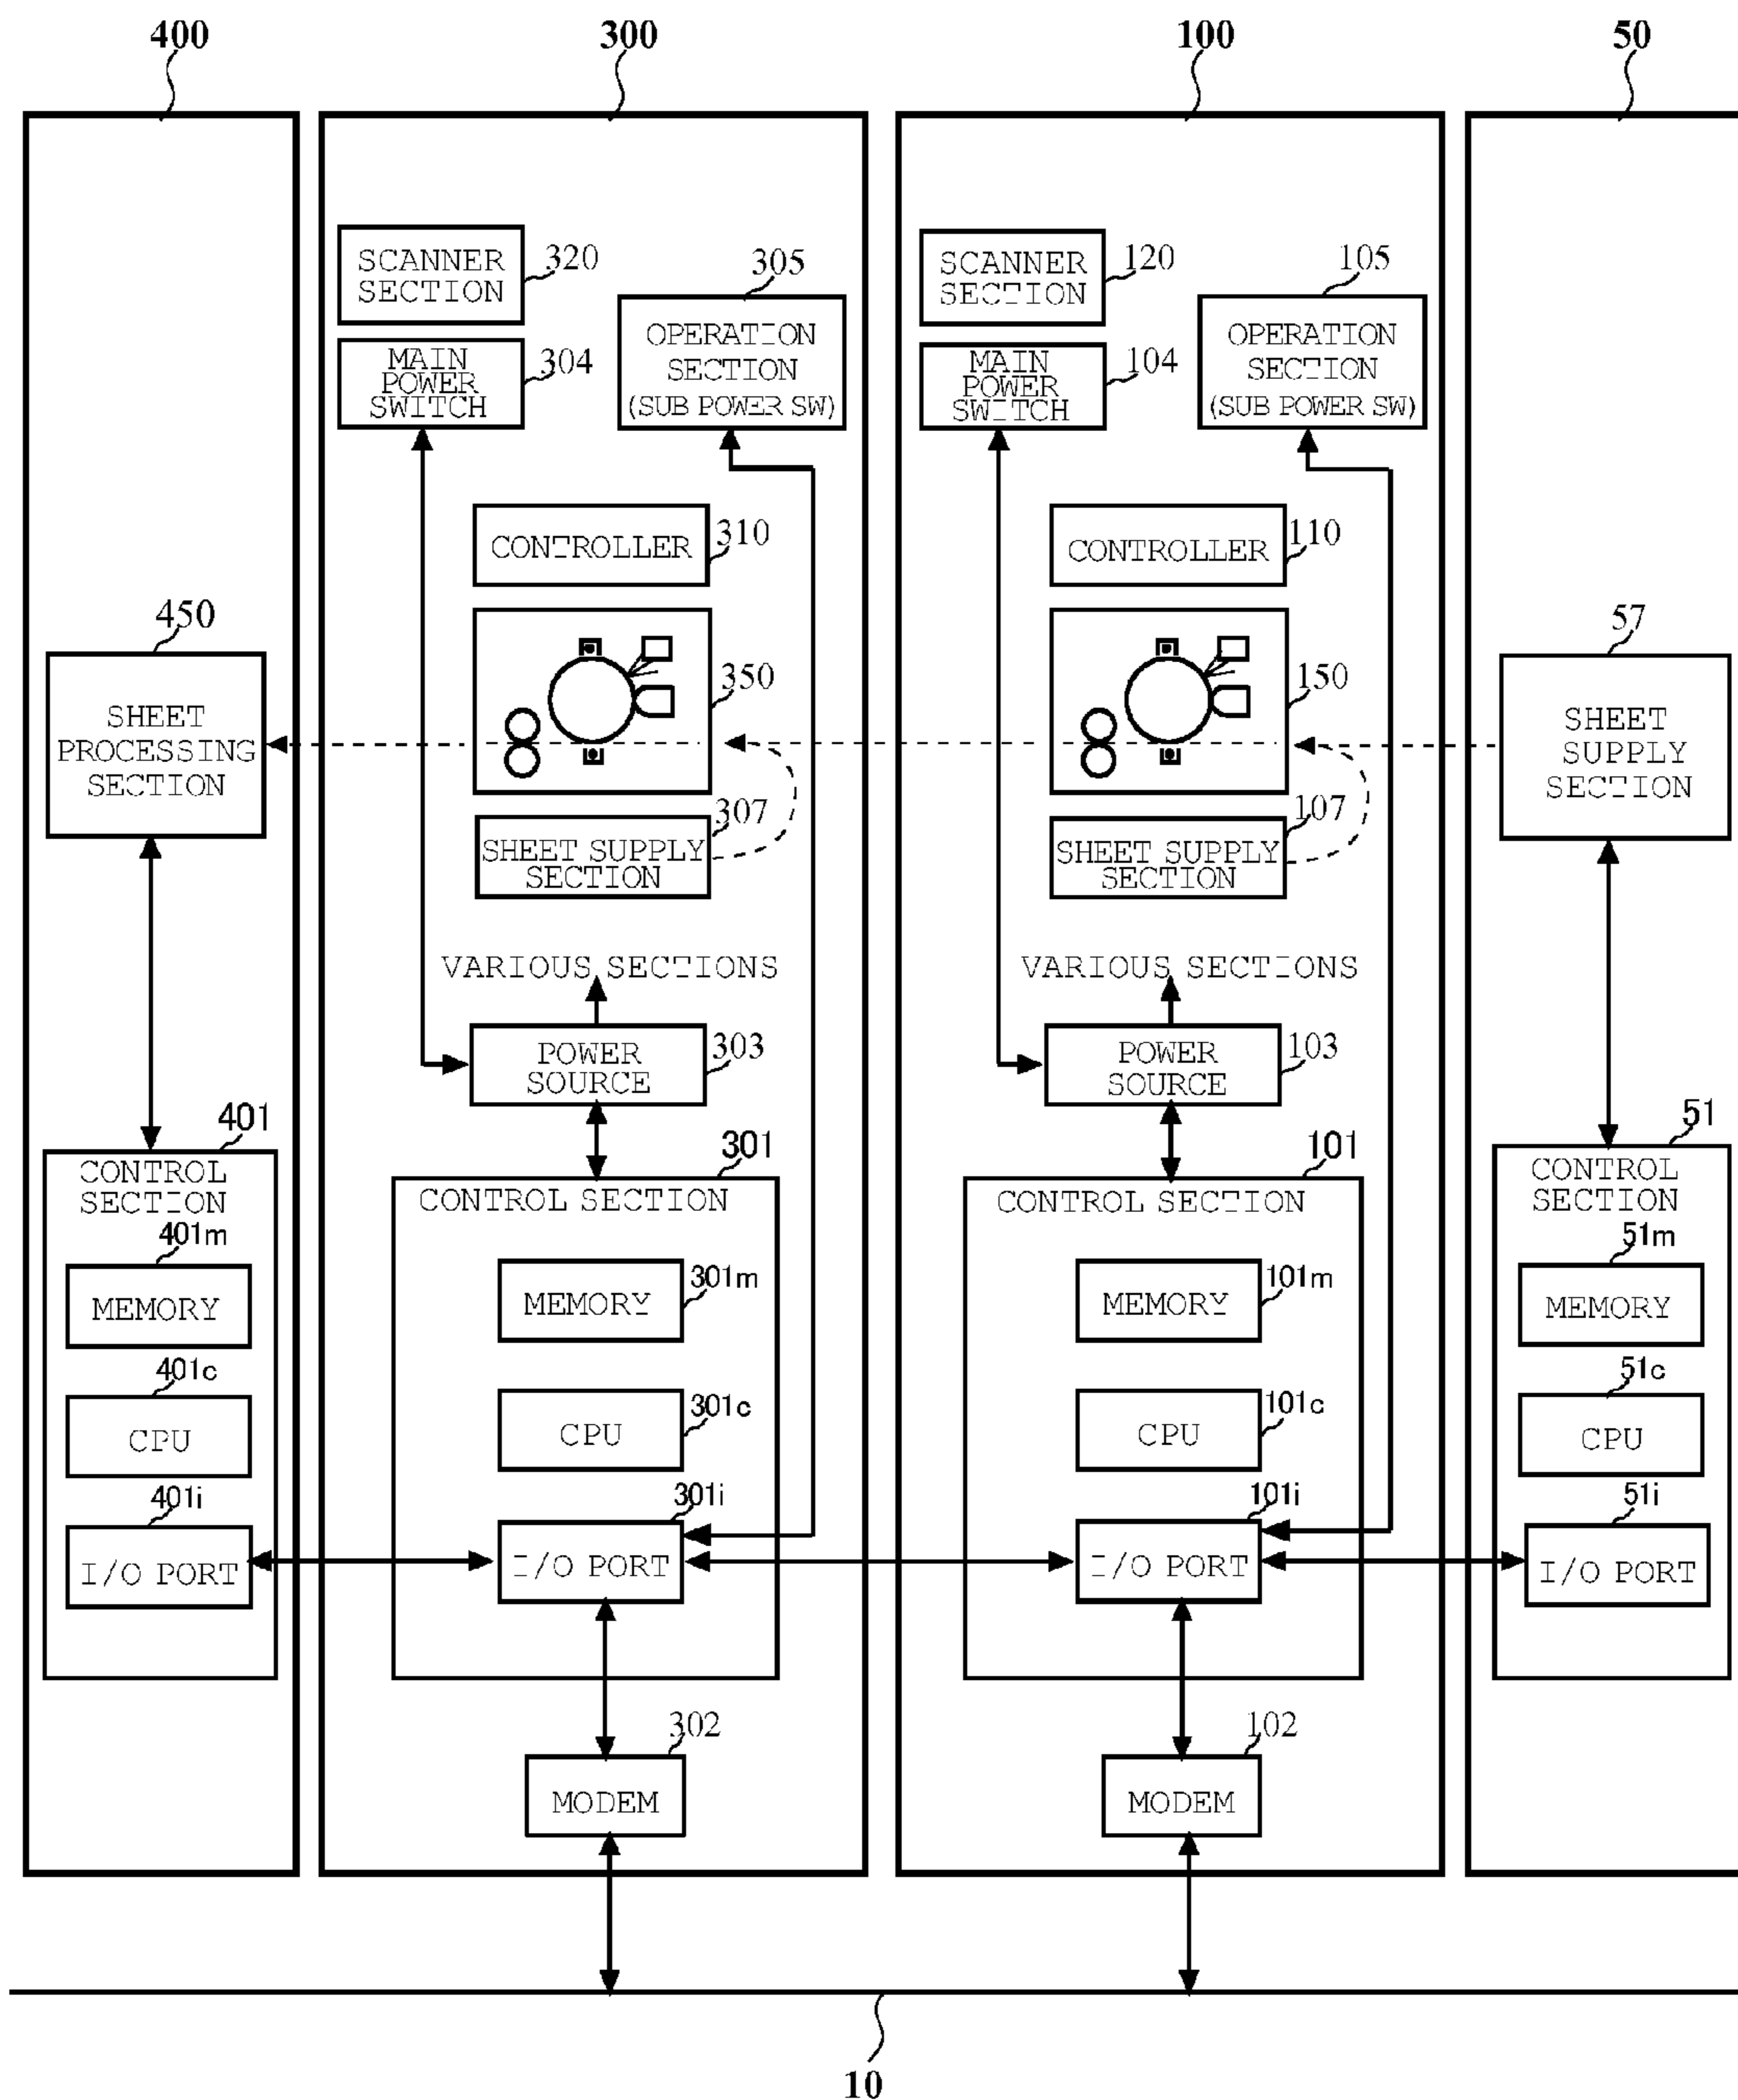 400
300
100
50
SCANNER
SECTION
320
MAIN
POWER
SWITCH
304
305
OPERATION
SECTION
(SUB POWER SW)
SCANNER
SECTION
120
MAIN
POWER
SWITCH
104
105
OPERATION
SECTION
(SUB POWER SW)
CONTROLLER
310
CONTROLLER
110
450
SHEET
PROCESSING
SECTION
350
150
57
SHEET
SUPPLY
SECTION
307
SHEET SUPPLY
SECTION
107
SHEET SUPPLY
SECTION
VARIOUS SECTIONS
VARIOUS SECTIONS
POWER
SOURCE
303
POWER
SOURCE
103
401
CONTROL
SECTION
401m
MEMORY
401c
CPU
401i
I/O PORT
301
CONTROL SECTION
301m
MEMORY
301c
CPU
301i
I/O PORT
101
CONTROL SECTION
101m
MEMORY
101c
CPU
101i
I/O PORT
51
CONTROL
SECTION
51m
MEMORY
51c
CPU
51i
I/O PORT
302
MODEM
102
MODEM
10